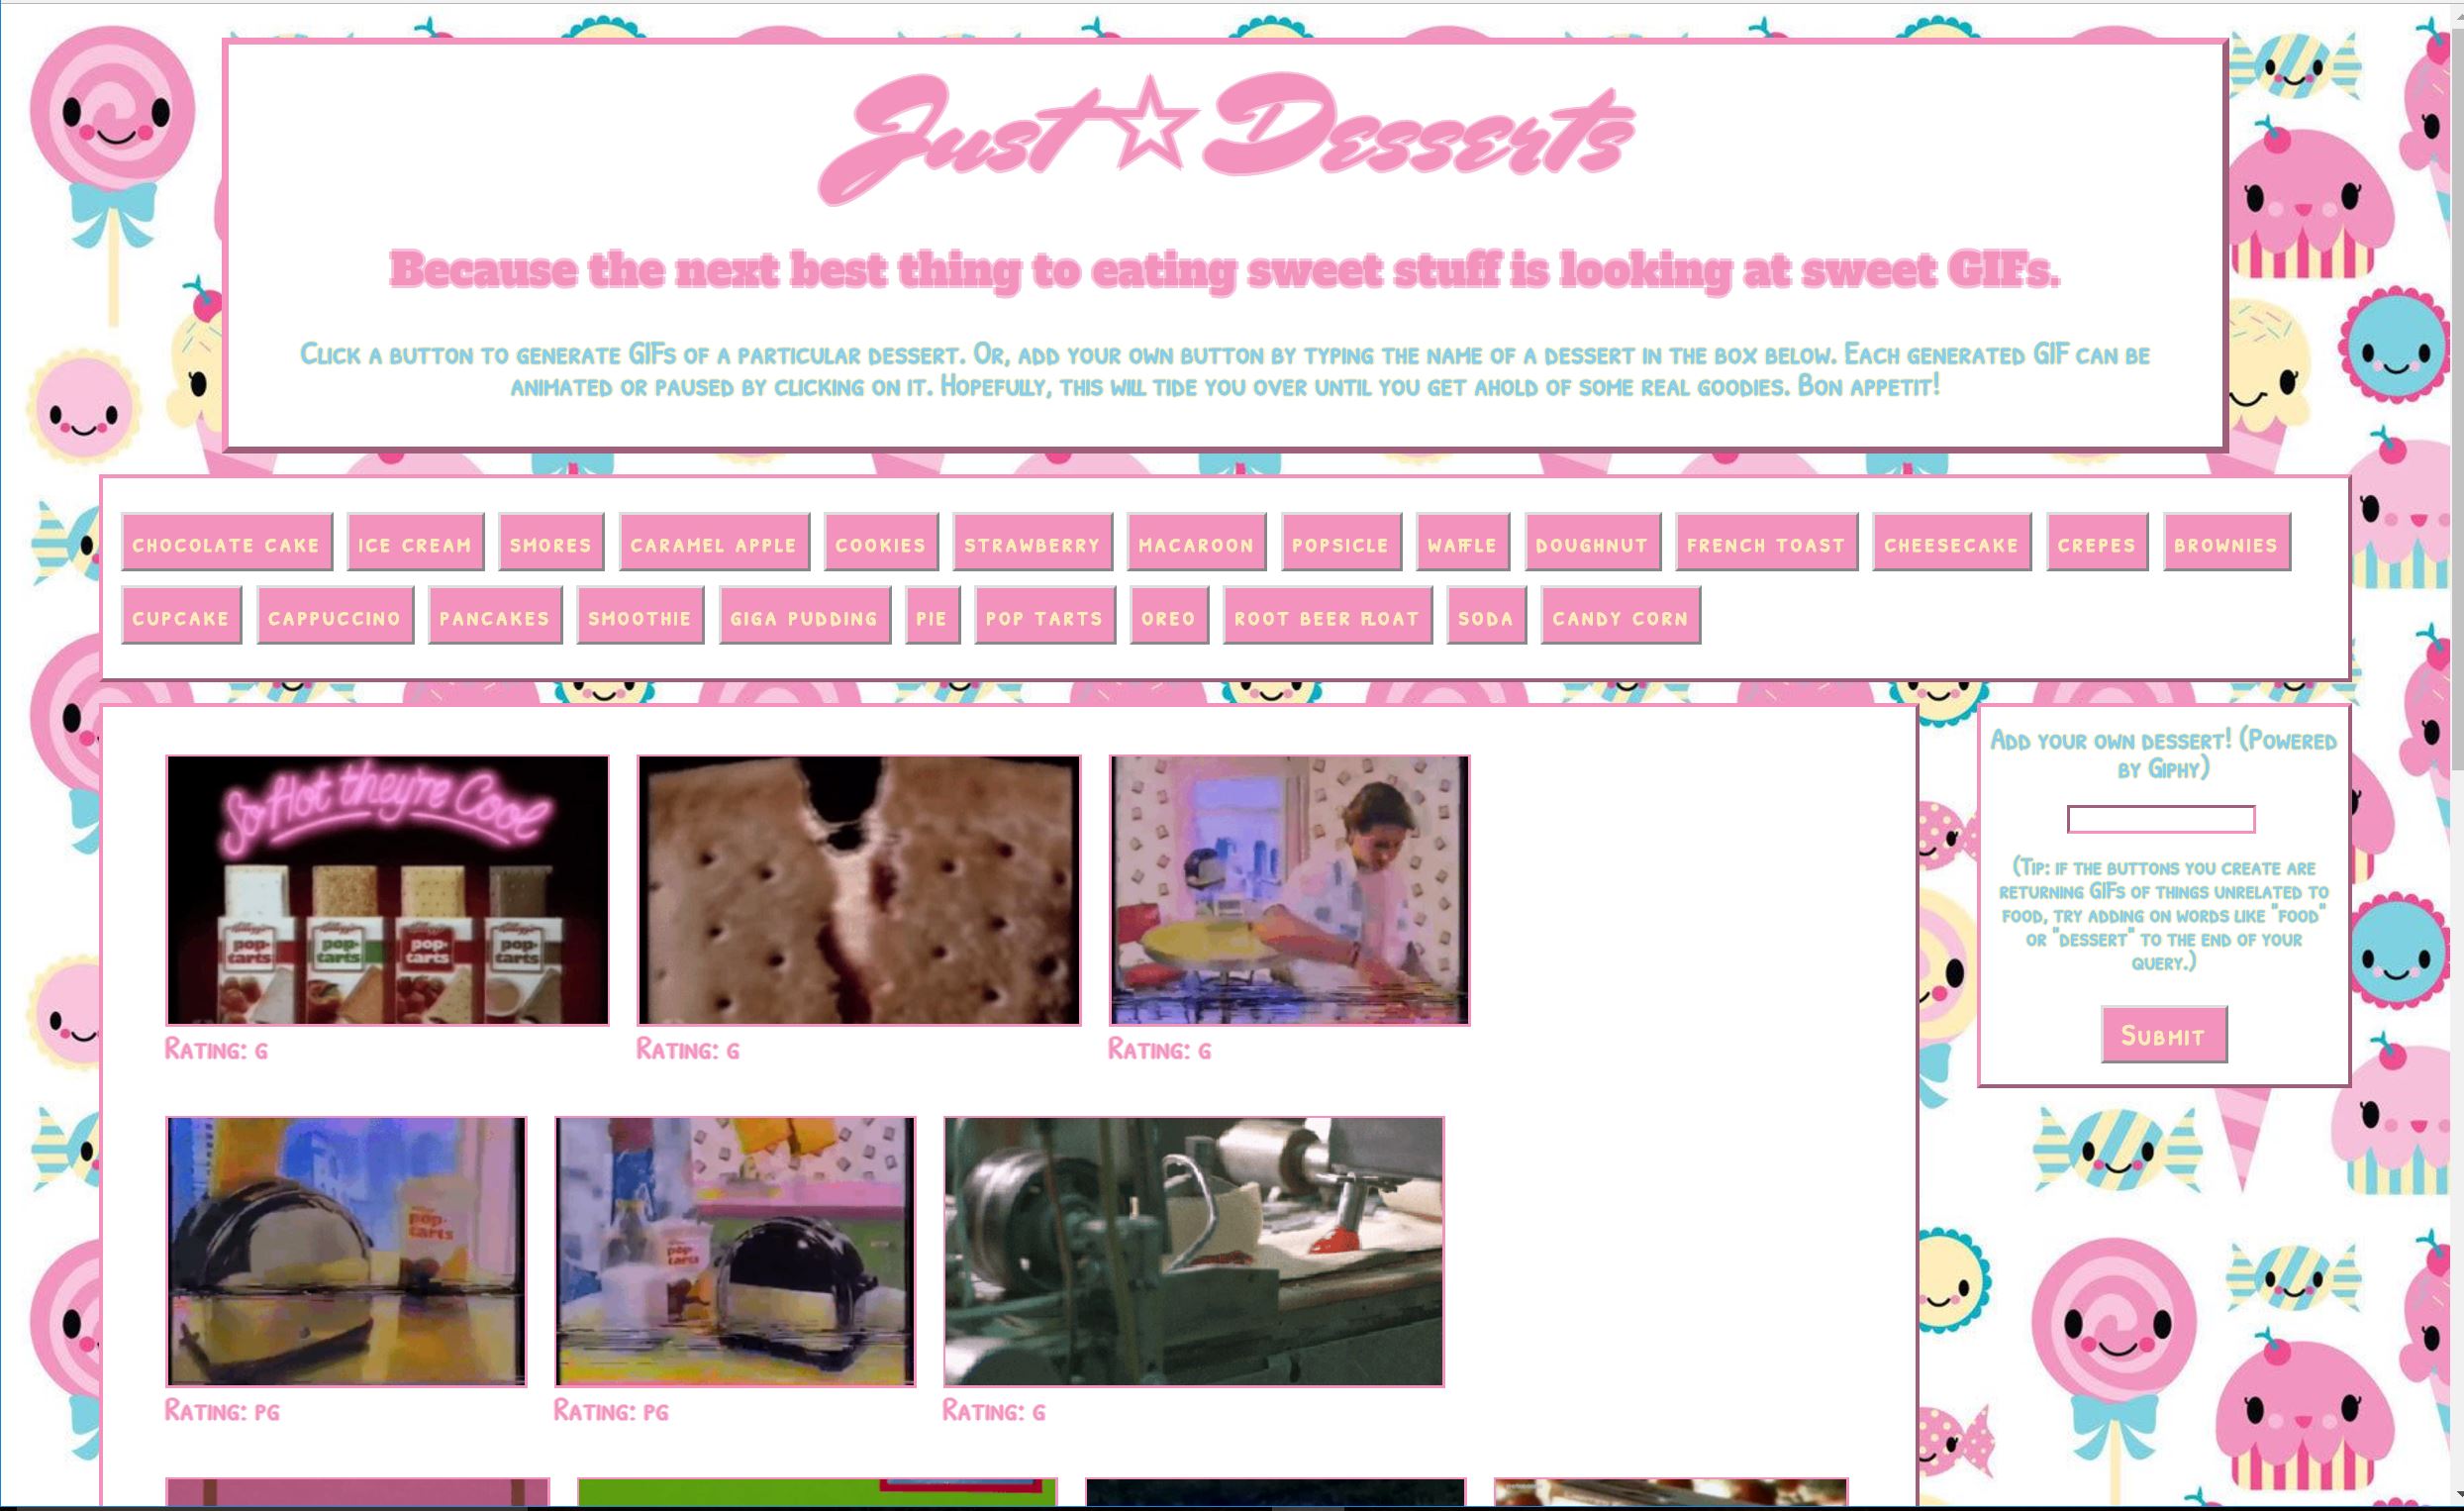 Just☆Desserts
Because the next best thing to eating sweet stuff is looking at sweet GIFs.
Click a button to generate GIFs of a particular dessert. Or, add your own button by typing the name of a dessert in the box below. Each generated GIF can be
animated or paused by clicking on it. Hopefully, this will tide you over until you get ahold of some real goodies. Bon appetit!
chocolate cake ice cream smores caramel apple cookies strawberry macaroon popsicle waffle doughnut french toast cheesecake crepes brownies
cupcake cappuccino pancakes smoothie giga pudding pie pop tarts oreo root beer float soda candy corn
So Hot they're Cool
pop-tarts pop-tarts pop-tarts pop-tarts
Rating: g Rating: g Rating: g
pop-tarts
pop-tarts
Rating: pg Rating: pg Rating: g
Add your own dessert! (Powered
by Giphy)
(Tip: if the buttons you create are
returning GIFs of things unrelated to
food, try adding on words like "food"
or "dessert" to the end of your
query.)
Submit